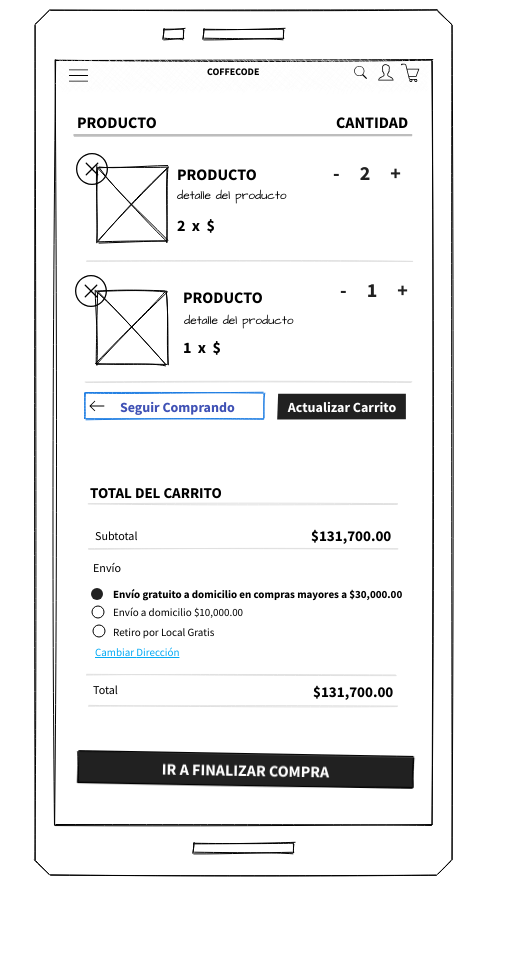 COFFECODE
PRODUCTO CANTIDAD
PRODUCTO - 2 +
detalle del producto
2 x $
PRODUCTO - 1 +
detalle del producto
1 x $
Seguir Comprando Actualizar Carrito
TOTAL DEL CARRITO
Subtotal $131,700.00
Envío
Envío gratuito a domicilio en compras mayores a $30,000.00
Envío a domicilio $10,000.00
Retiro por Local Gratis
Cambiar Dirección
Total $131,700.00
IR A FINALIZAR COMPRA